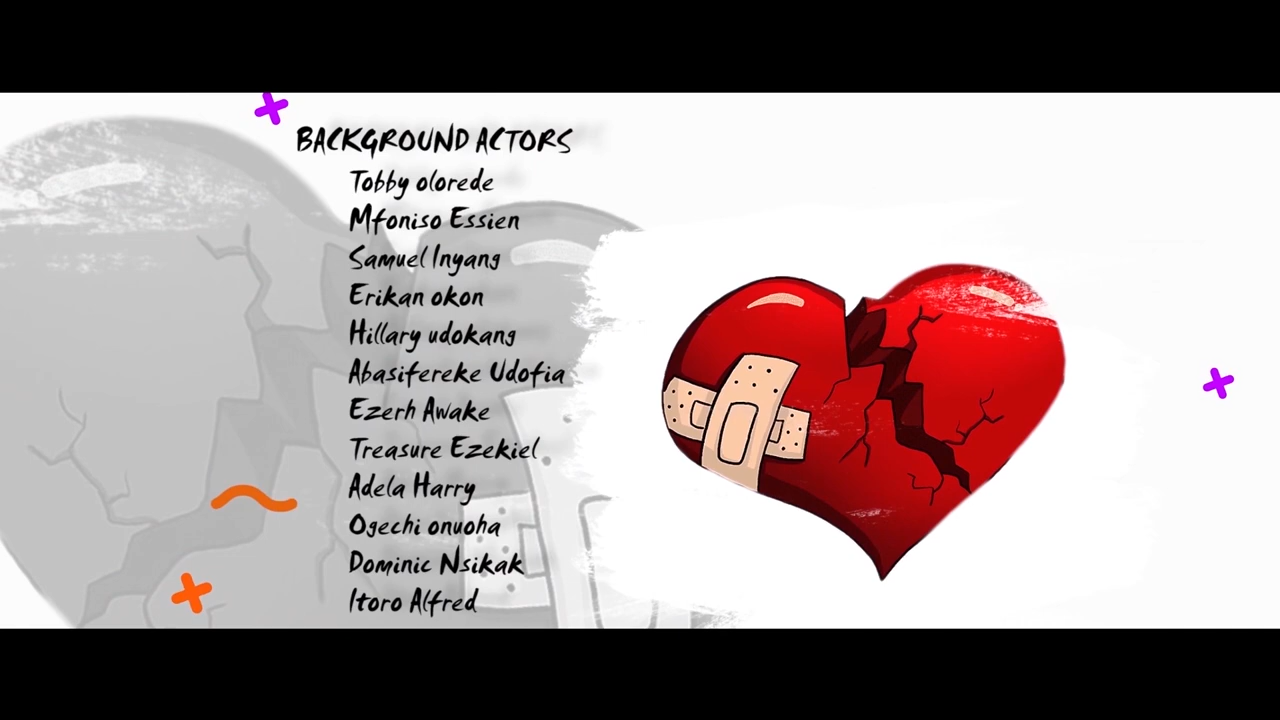 BACKGROUND ACTORS
Tobby olorede
Mfoniso Essien
Samuel Inyang
Erikan okon
Hillary udokang
Abasifereke Udofia
Ezerh Awake
Treasure Ezekiel
Adela Harry
Ogechi onuoha
Dominic Nsikak
Itoro Alfred